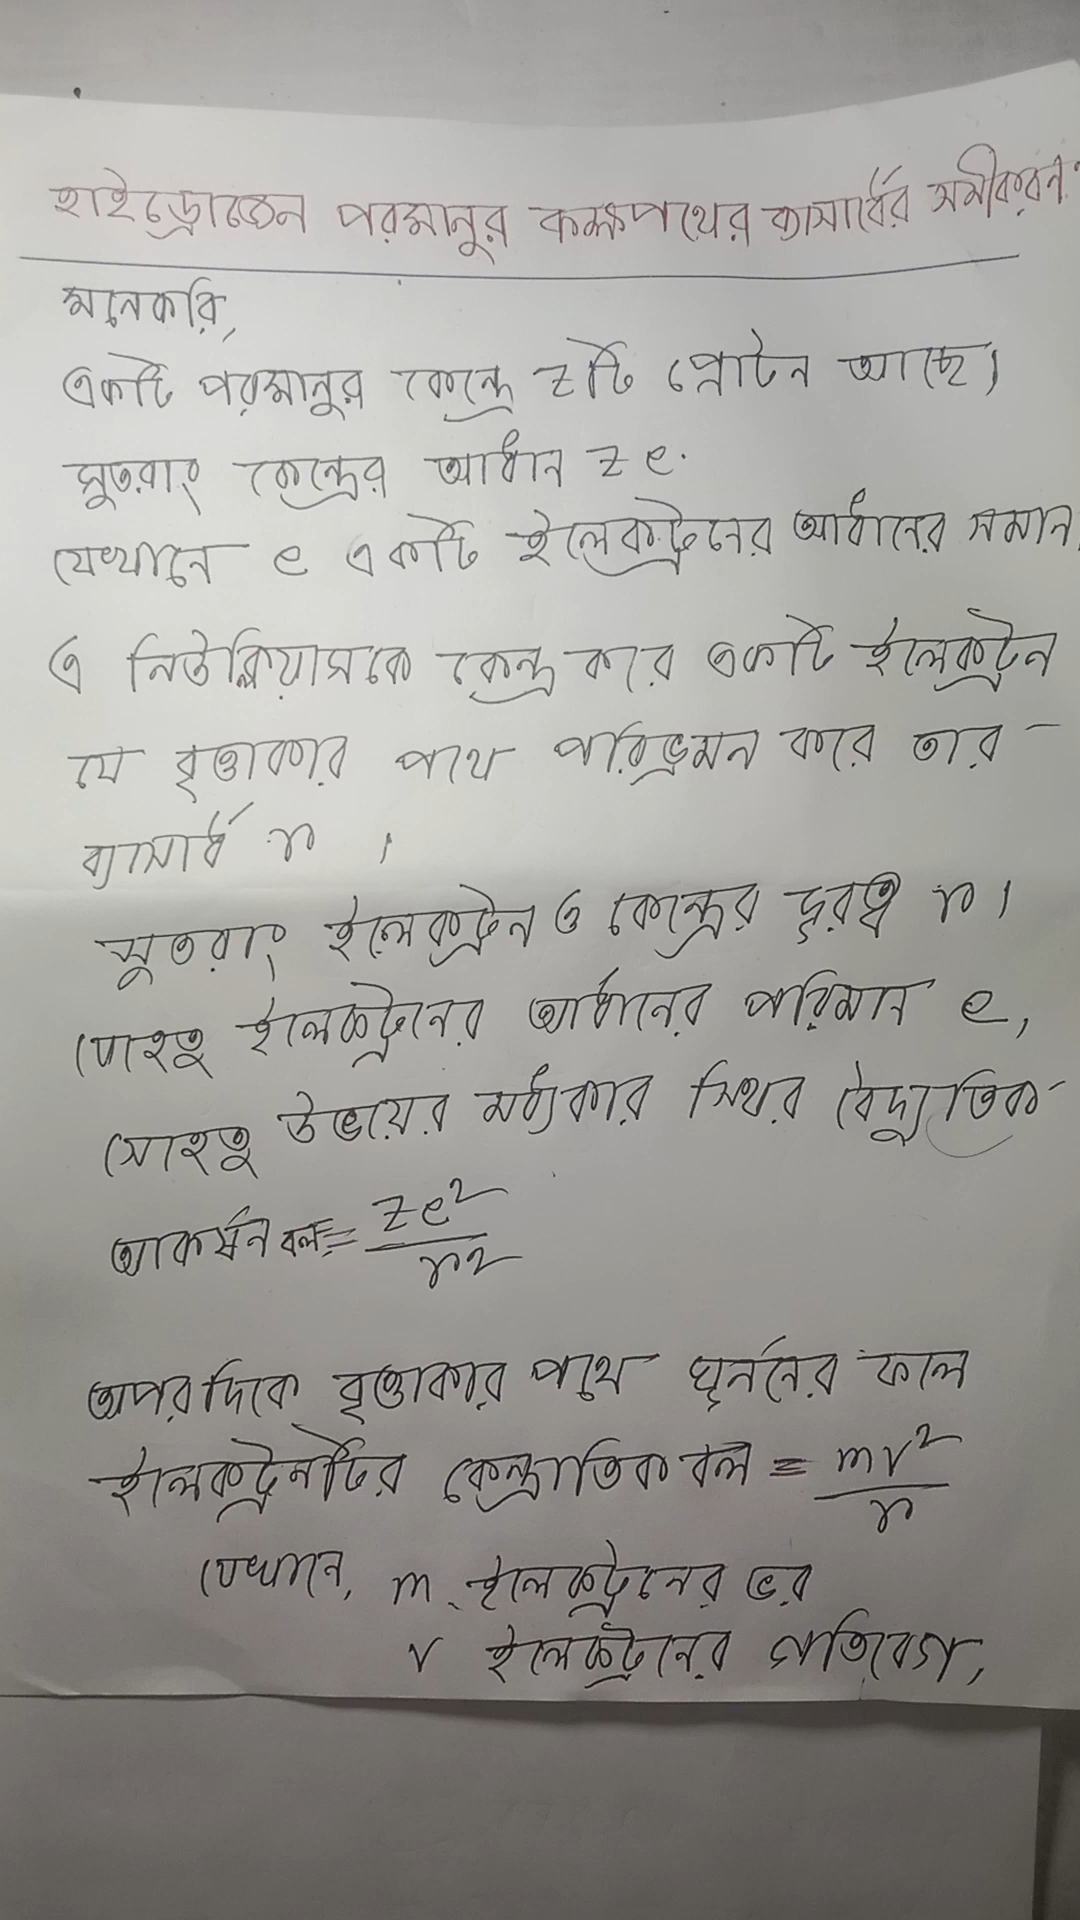 হাইড্রোজেন পরমানুর কক্ষপথের ব্যাসার্ধের সমীকরণ
মনেকরি,
একটি পরমানুর কেন্দ্রে zটি প্রোটন আছে।
সুতরাং কেন্দ্রের আধান ze.
যেখানে e একটি ইলেকট্রনের আধানের সমান।
এ নিউক্লিয়াসকে কেন্দ্র করে একটি ইলেকট্রন
যে বৃত্তাকার পথে পরিভ্রমন করে তার
ব্যাসার্ধ r ।
সুতরাং ইলেকট্রন ও কেন্দ্রের দূরত্ব r।
যেহেতু ইলেকট্রনের আধানের পরিমান e,
সেহেতু উভয়ের মধ্যকার স্থির বৈদ্যুতিক
আকর্ষন বল = ze²/r²
অপরদিকে বৃত্তাকার পথে ঘূর্ননের ফলে
ইলেকট্রনটির কেন্দ্রাতিক বল = mv²/r
যেখানে, m ইলেকট্রনের ভর
v ইলেকট্রনের গতিবেগ,